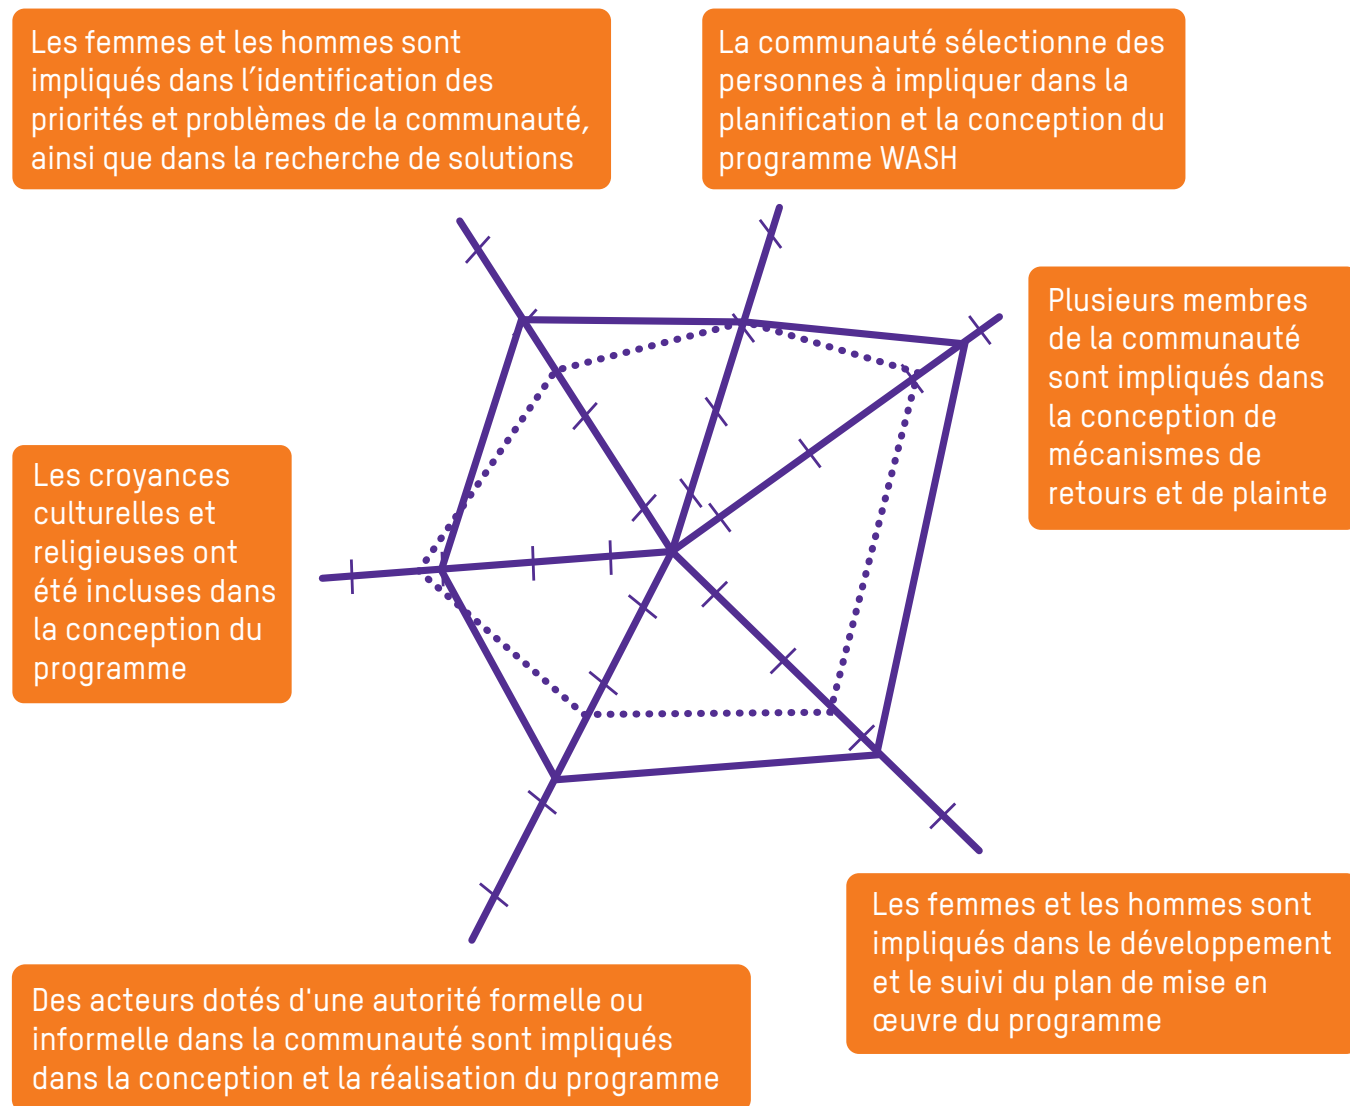 Les femmes et les hommes sont
impliqués dans l’identification des
priorités et problèmes de la communauté,
ainsi que dans la recherche de solutions
La communauté sélectionne des
personnes à impliquer dans la
planification et la conception du
programme WASH
Plusieurs membres
de la communauté
sont impliqués dans
la conception de
mécanismes de
retours et de plainte
Les croyances
culturelles et
religieuses ont
été incluses dans
la conception du
programme
Les femmes et les hommes sont
impliqués dans le développement
et le suivi du plan de mise en
œuvre du programme
Des acteurs dotés d'une autorité formelle ou
informelle dans la communauté sont impliqués
dans la conception et la réalisation du programme